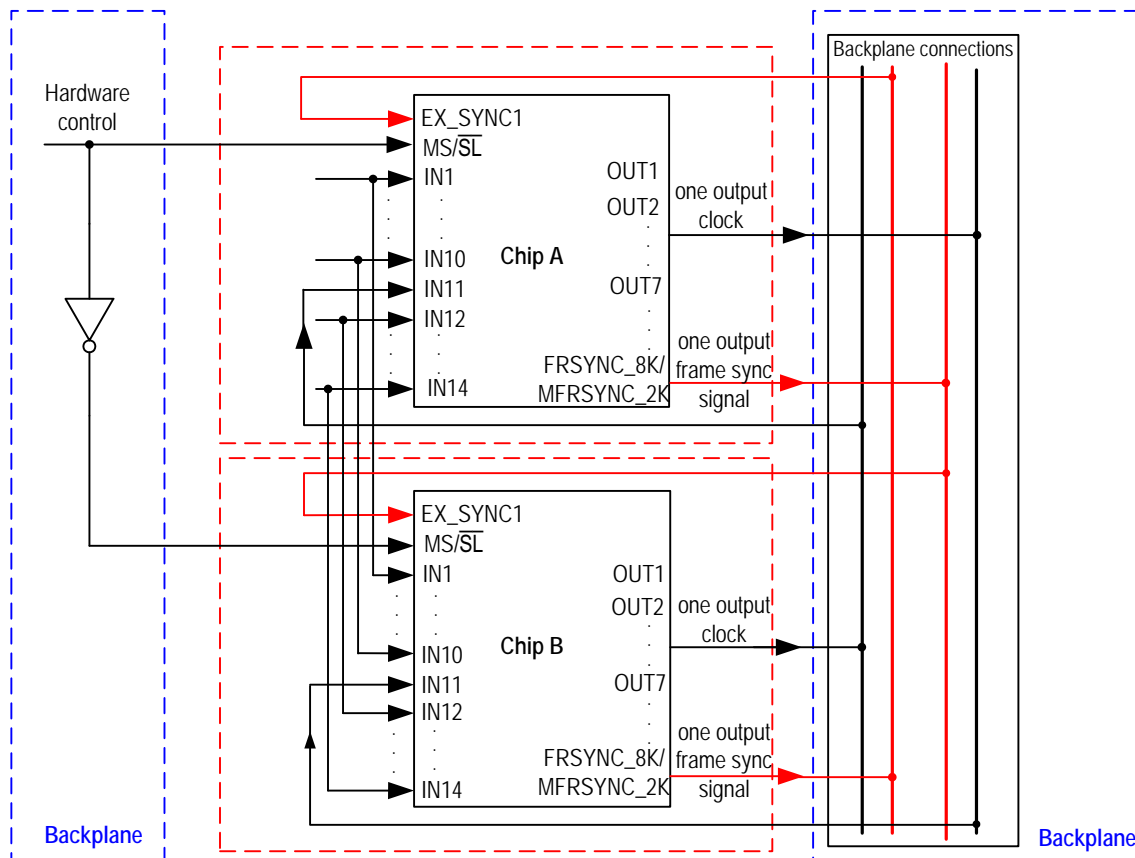 Backplane connections
Hardware
control
EX_SYNC1
MS/S̅L̅
IN1
IN10
IN11
IN12
IN14
Chip A
OUT1
OUT2
OUT7
FRSYNC_8K/
MFRSYNC_2K
one output
clock
one output
frame sync
signal
EX_SYNC1
MS/S̅L̅
IN1
IN10
IN11
IN12
IN14
Chip B
OUT1
OUT2
OUT7
FRSYNC_8K/
MFRSYNC_2K
one output
clock
one output
frame sync
signal
Backplane
Backplane